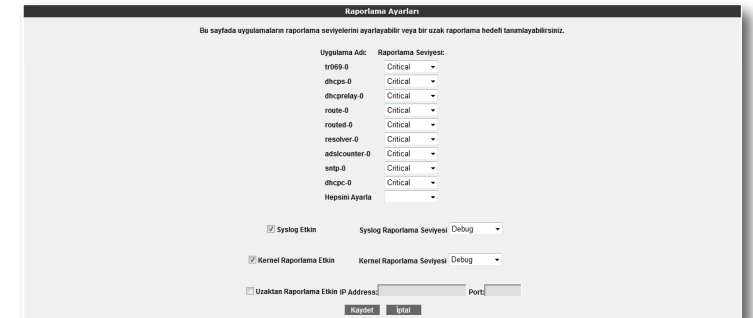 Raporlama Ayarları
Bu sayfada uygulamaların raporlama seviyelerini ayarlayabilir veya bir uzak raporlama hedefi tanımlayabilirsiniz.
Uygulama Adı: Raporlama Seviyesi:
tr069-0 Critical
dhcps-0 Critical
dhcprelay-0 Critical
route-0 Critical
routed-0 Critical
resolver-0 Critical
adslcounter-0 Critical
sntp-0 Critical
dhcpc-0 Critical
Hepsini Ayarla
Syslog Etkin Syslog Raporlama Seviyesi Debug
Kernel Raporlama Etkin Kernel Raporlama Seviyesi Debug
Uzaktan Raporlama Etkin IP Address: Port:
Kaydet İptal